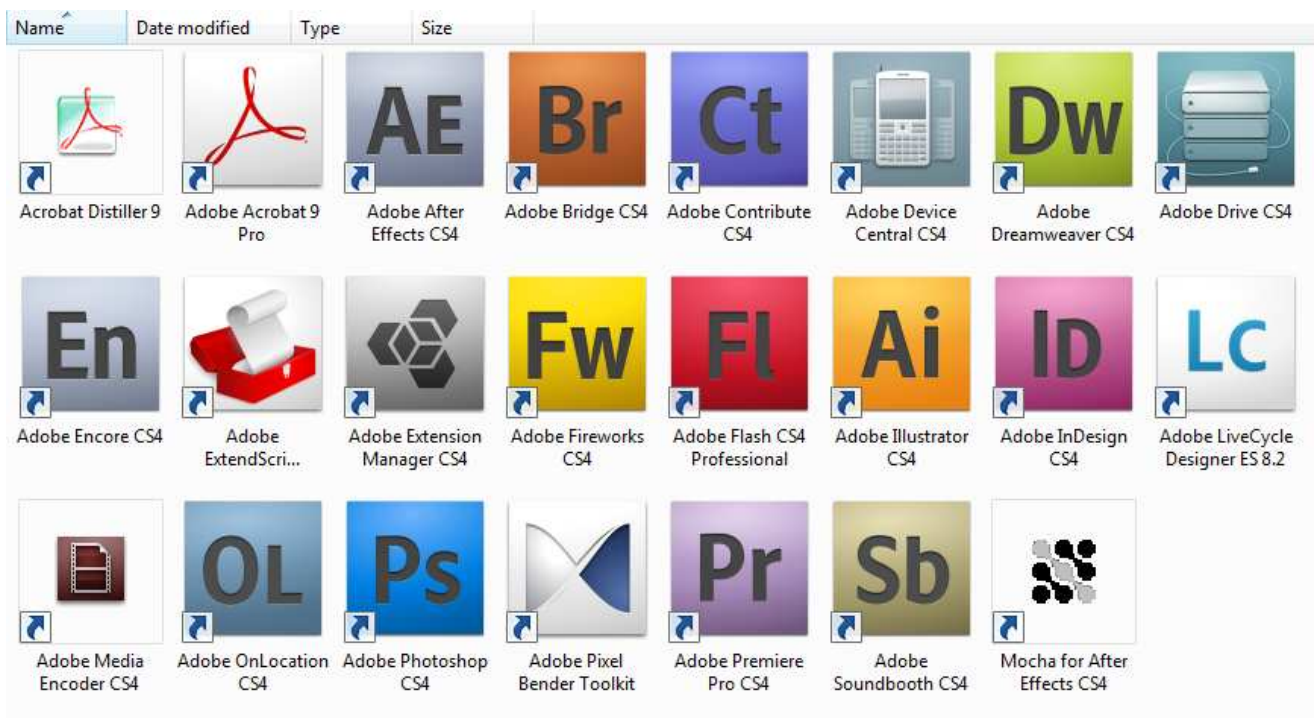 Name Date modified Type Size
AE Br Ct Dw
Acrobat Distiller 9 Adobe Acrobat 9 Adobe After Adobe Bridge CS4 Adobe Contribute Adobe Device Adobe Adobe Drive CS4
Pro Effects CS4 CS4 Central CS4 Dreamweaver CS4
En Fw Fl Ai ID LC
Adobe Encore CS4 Adobe Adobe Extension Adobe Fireworks Adobe Flash CS4 Adobe Illustrator Adobe InDesign Adobe LiveCycle
ExtendScri... Manager CS4 CS4 Professional CS4 CS4 Designer ES 8.2
OL Ps Pr Sb
Adobe Media Adobe OnLocation Adobe Photoshop Adobe Pixel Adobe Premiere Adobe Mocha for After
Encoder CS4 CS4 CS4 Bender Toolkit Pro CS4 Soundbooth CS4 Effects CS4